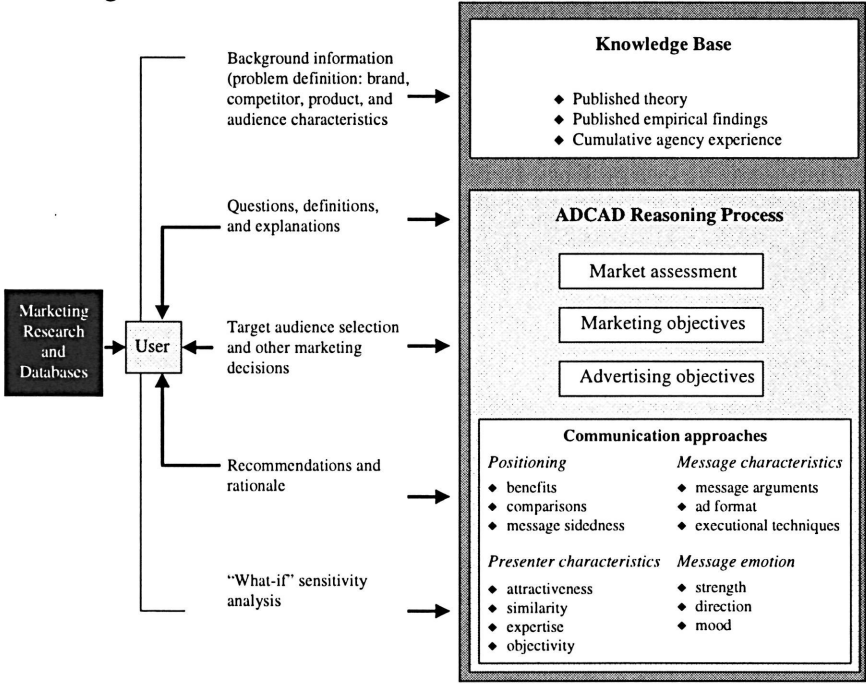 Background information
(problem definition: brand,
competitor, product, and
audience characteristics
Questions, definitions,
and explanations
Marketing
Research
and
Databases
User
Target audience selection
and other marketing
decisions
Recommendations and
rationale
"What-if" sensitivity
analysis
Knowledge Base
◆ Published theory
◆ Published empirical findings
◆ Cumulative agency experience
ADCAD Reasoning Process
Market assessment
Marketing objectives
Advertising objectives
Communication approaches
Positioning
◆ benefits
◆ comparisons
◆ message sidedness
Message characteristics
◆ message arguments
◆ ad format
◆ executional techniques
Presenter characteristics
◆ attractiveness
◆ similarity
◆ expertise
◆ objectivity
Message emotion
◆ strength
◆ direction
◆ mood